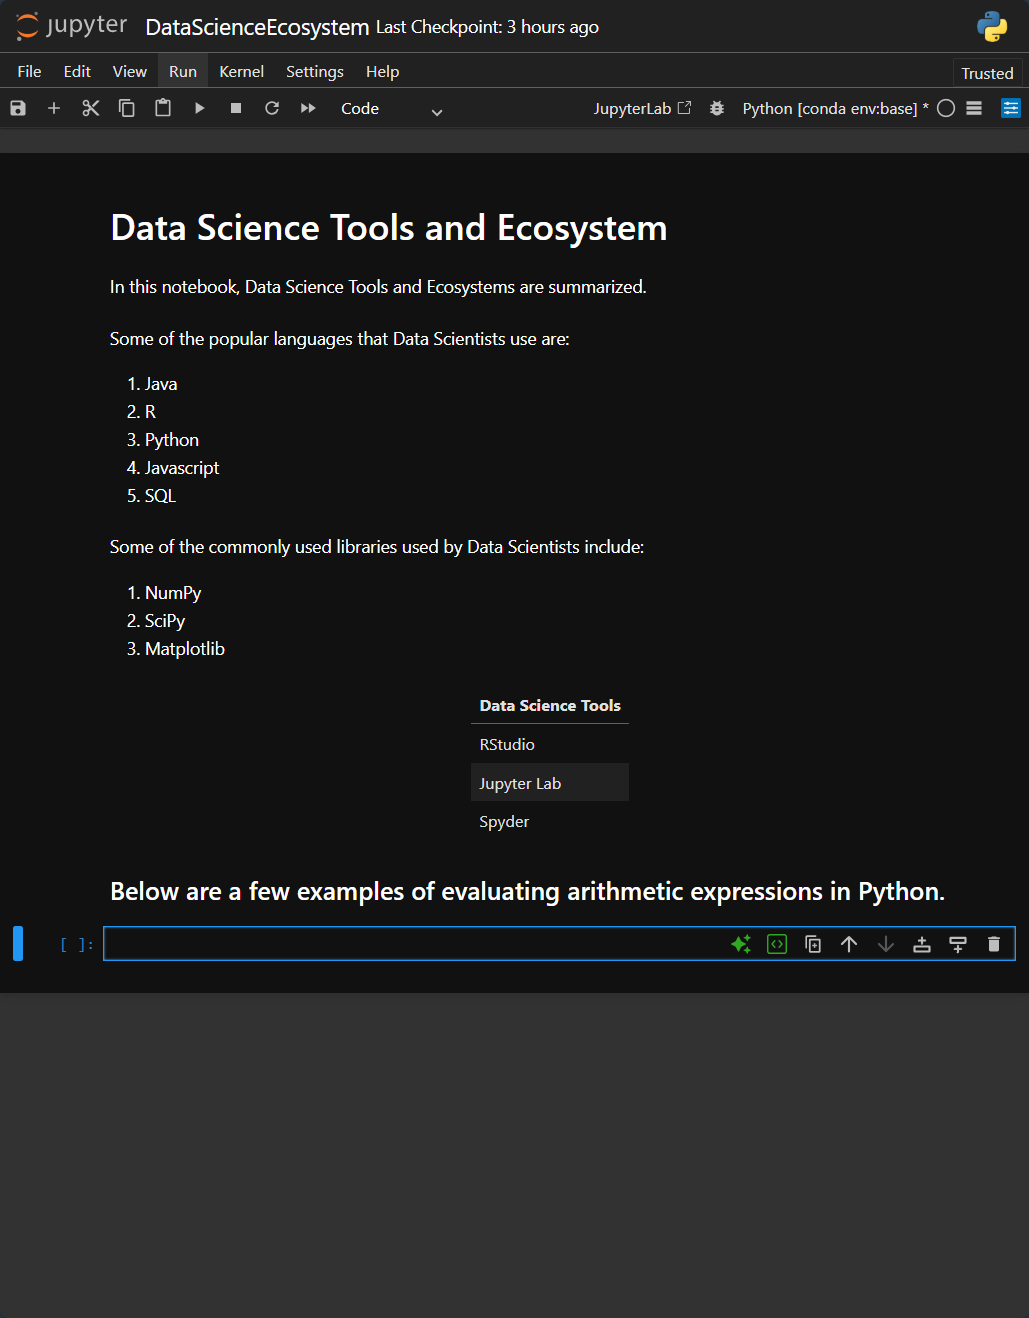 jupyter DataScienceEcosystem Last Checkpoint: 3 hours ago
File Edit View Run Kernel Settings Help Trusted
Code JupyterLab Python [conda env:base] *
Data Science Tools and Ecosystem
In this notebook, Data Science Tools and Ecosystems are summarized.
Some of the popular languages that Data Scientists use are:
1. Java
2. R
3. Python
4. Javascript
5. SQL
Some of the commonly used libraries used by Data Scientists include:
1. NumPy
2. SciPy
3. Matplotlib
Data Science Tools
RStudio
Jupyter Lab
Spyder
Below are a few examples of evaluating arithmetic expressions in Python.
[ ]: